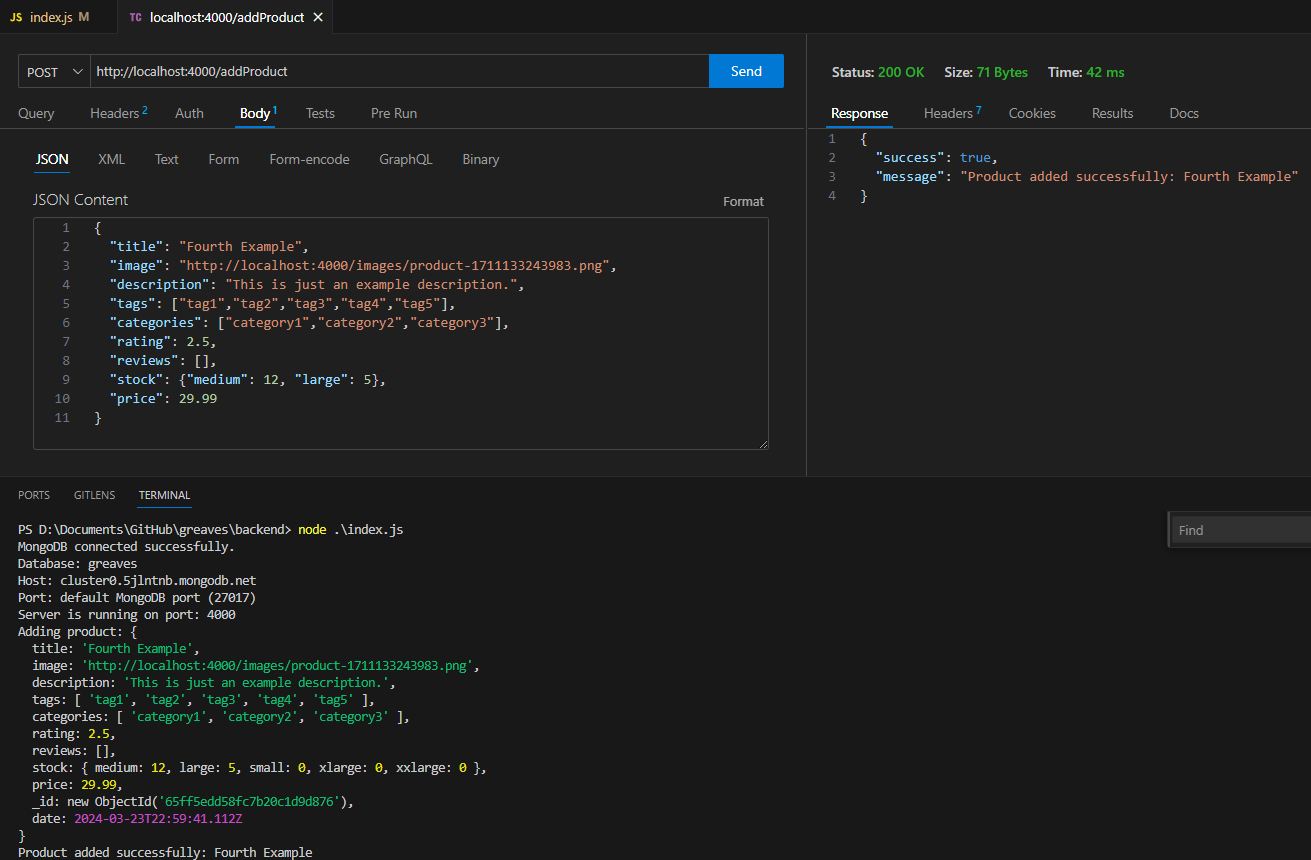 JS index.js M
TC localhost:4000/addProduct ×
POST http://localhost:4000/addProduct Send
Query Headers 2 Auth Body 1 Tests Pre Run
JSON XML Text Form Form-encode GraphQL Binary
JSON Content Format
1 {
2 "title": "Fourth Example",
3 "image": "http://localhost:4000/images/product-1711133243983.png",
4 "description": "This is just an example description.",
5 "tags": ["tag1","tag2","tag3","tag4","tag5"],
6 "categories": ["category1","category2","category3"],
7 "rating": 2.5,
8 "reviews": [],
9 "stock": {"medium": 12, "large": 5},
10 "price": 29.99
11 }
Status: 200 OK Size: 71 Bytes Time: 42 ms
Response Headers 7 Cookies Results Docs
1 {
2 "success": true,
3 "message": "Product added successfully: Fourth Example"
4 }
PORTS GITLENS TERMINAL
Find
PS D:\Documents\GitHub\greaves\backend> node .\index.js
MongoDB connected successfully.
Database: greaves
Host: cluster0.5jlntnb.mongodb.net
Port: default MongoDB port (27017)
Server is running on port: 4000
Adding product: {
title: 'Fourth Example',
image: 'http://localhost:4000/images/product-1711133243983.png',
description: 'This is just an example description.',
tags: [ 'tag1', 'tag2', 'tag3', 'tag4', 'tag5' ],
categories: [ 'category1', 'category2', 'category3' ],
rating: 2.5,
reviews: [],
stock: { medium: 12, large: 5, small: 0, xlarge: 0, xxlarge: 0 },
price: 29.99,
_id: new ObjectId('65ff5edd58fc7b20c1d9d876'),
date: 2024-03-23T22:59:41.112Z
}
Product added successfully: Fourth Example